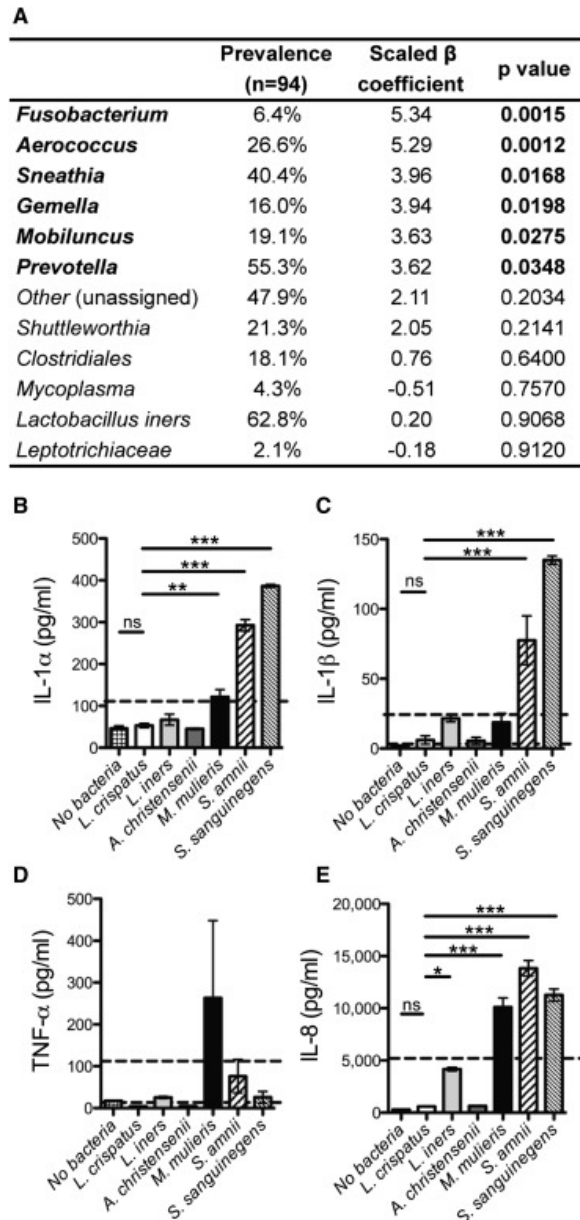 A
Prevalence (n=94) Scaled β coefficient p value
Fusobacterium 6.4% 5.34 0.0015
Aerococcus 26.6% 5.29 0.0012
Sneathia 40.4% 3.96 0.0168
Gemella 16.0% 3.94 0.0198
Mobiluncus 19.1% 3.63 0.0275
Prevotella 55.3% 3.62 0.0348
Other (unassigned) 47.9% 2.11 0.2034
Shuttleworthia 21.3% 2.05 0.2141
Clostridiales 18.1% 0.76 0.6400
Mycoplasma 4.3% -0.51 0.7570
Lactobacillus iners 62.8% 0.20 0.9068
Leptotrichiaceae 2.1% -0.18 0.9120
B
IL-1α (pg/ml)
500
400
300
200
100
0
***
***
**
ns
No bacteria
L. crispatus
L. iners
A. christensenii
M. mulieris
S. amnii
S. sanguinegens
C
IL-1β (pg/ml)
150
100
50
0
***
***
ns
No bacteria
L. crispatus
L. iners
A. christensenii
M. mulieris
S. amnii
S. sanguinegens
D
TNF-α (pg/ml)
500
400
300
200
100
0
No bacteria
L. crispatus
L. iners
A. christensenii
M. mulieris
S. amnii
S. sanguinegens
E
IL-8 (pg/ml)
20,000
15,000
10,000
5,000
0
***
***
***
*
ns
No bacteria
L. crispatus
L. iners
A. christensenii
M. mulieris
S. amnii
S. sanguinegens